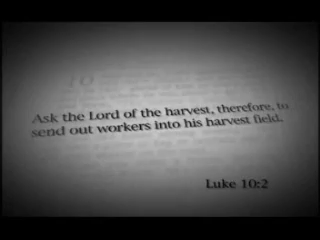 Ask the Lord of the harvest, therefore, to
send out workers into his harvest field.
Luke 10:2